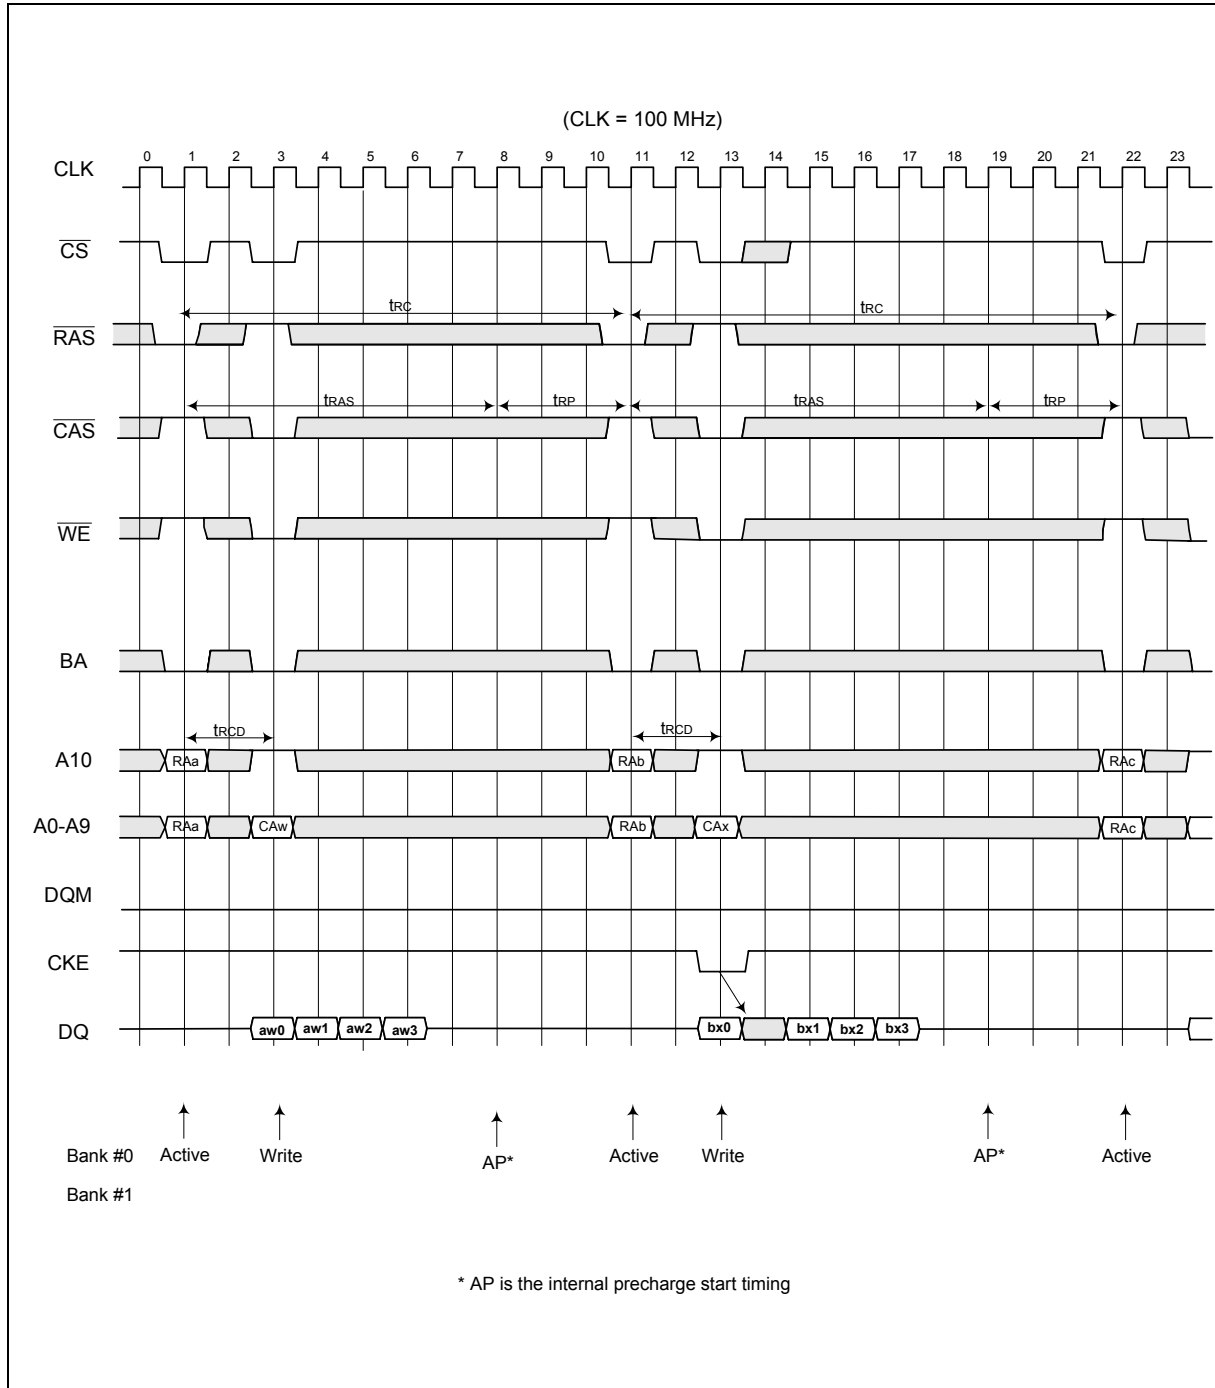 (CLK = 100 MHz)
0 1 2 3 4 5 6 7 8 9 10 11 12 13 14 15 16 17 18 19 20 21 22 23
CLK
CS
tRC tRC
RAS
tRAS tRP tRAS tRP
CAS
WE
BA
tRCD tRCD
A10 RAa RAb RAc
A0-A9 RAa CAw RAb CAx RAc
DQM
CKE
DQ aw0 aw1 aw2 aw3 bx0 bx1 bx2 bx3
Bank #0 Active Write AP* Active Write AP* Active
Bank #1
* AP is the internal precharge start timing